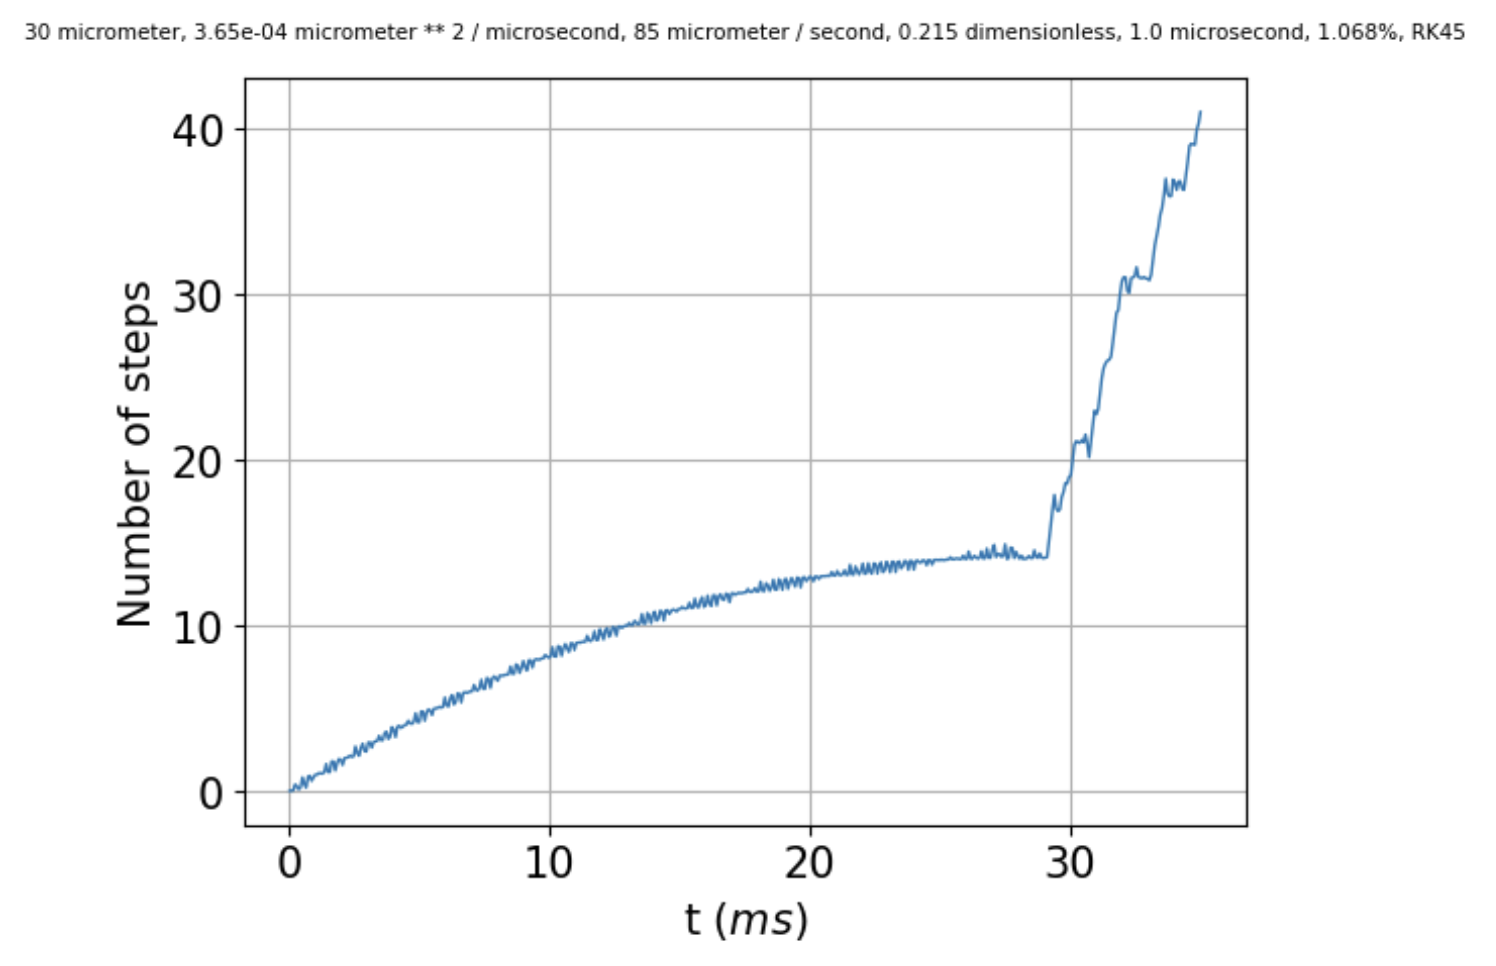 30 micrometer, 3.65e-04 micrometer ** 2 / microsecond, 85 micrometer / second, 0.215 dimensionless, 1.0 microsecond, 1.068%, RK45
40
30
20
10
0
Number of steps
0 10 20 30
t (ms)